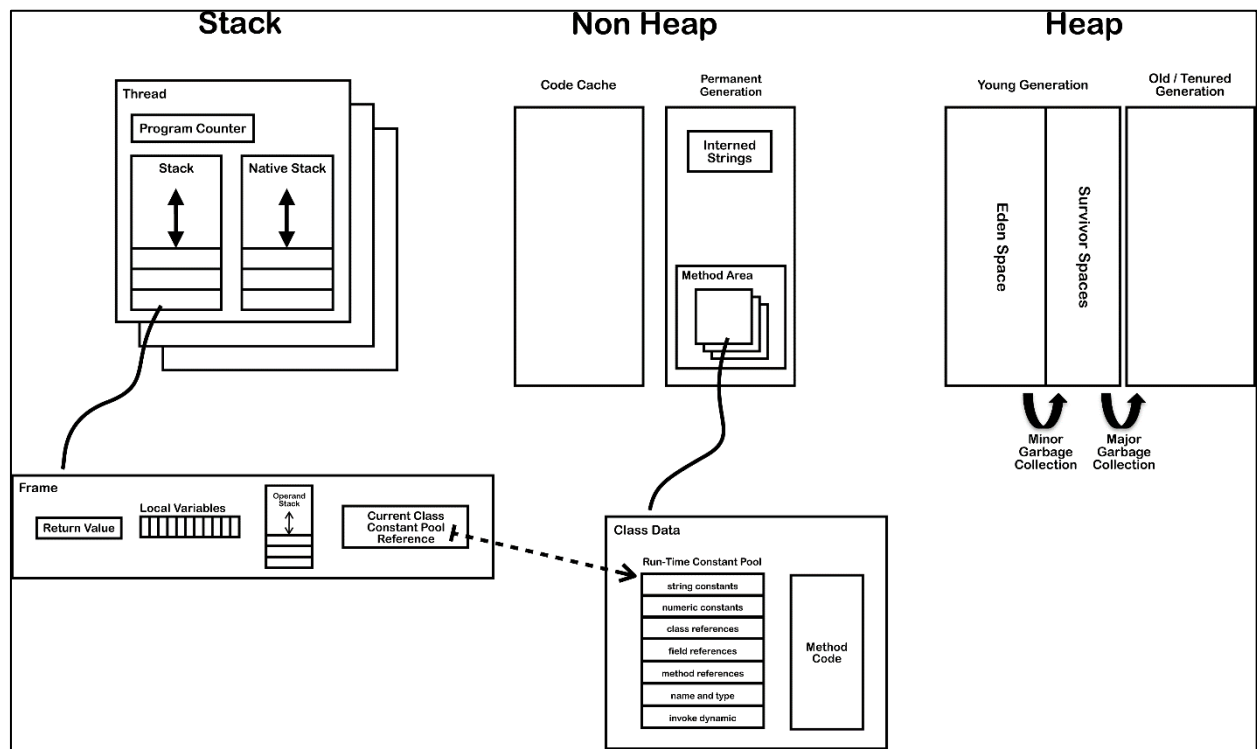 Stack
Non Heap
Heap
Thread
Program Counter
Stack
Native Stack
Code Cache
Permanent
Generation
Interned
Strings
Method Area
Young Generation
Old / Tenured
Generation
Eden Space
Survivor Spaces
Minor
Garbage
Collection
Major
Garbage
Collection
Frame
Return Value
Local Variables
Operand
Stack
Current Class
Constant Pool
Reference
Class Data
Run-Time Constant Pool
string constants
numeric constants
class references
field references
method references
name and type
invoke dynamic
Method
Code